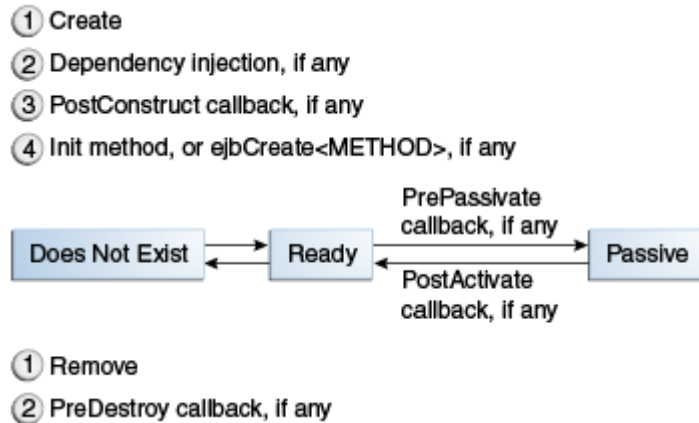 1 Create
2 Dependency injection, if any
3 PostConstruct callback, if any
4 Init method, or ejbCreate<METHOD>, if any
PrePassivate
callback, if any
Does Not Exist
Ready
Passive
PostActivate
callback, if any
1 Remove
2 PreDestroy callback, if any